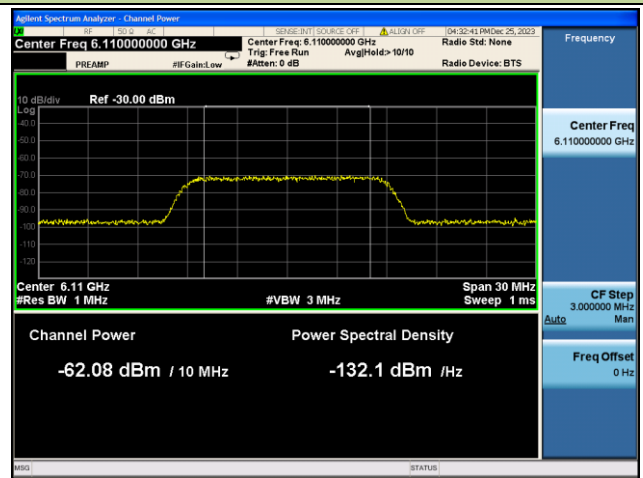 Agilent Spectrum Analyzer - Channel Power
RF 50 Ω AC SENSE:INT SOURCE OFF ALIGN OFF 04:32:41 PM Dec 25, 2023
Center Freq 6.110000000 GHz
Center Freq: 6.110000000 GHz Radio Std: None
Trig: Free Run Avg|Hold:> 10/10
PREAMP #IFGain:Low #Atten: 0 dB Radio Device: BTS
Frequency
10 dB/div Ref -30.00 dBm
Log
-40.0
-50.0
-60.0
-70.0
-80.0
-90.0
-100
-110
-120
Center 6.11 GHz Span 30 MHz
#Res BW 1 MHz #VBW 3 MHz Sweep 1 ms
Channel Power Power Spectral Density
-62.08 dBm / 10 MHz -132.1 dBm /Hz
Center Freq
6.110000000 GHz
CF Step
3.000000 MHz
Auto Man
Freq Offset
0 Hz
MSG STATUS